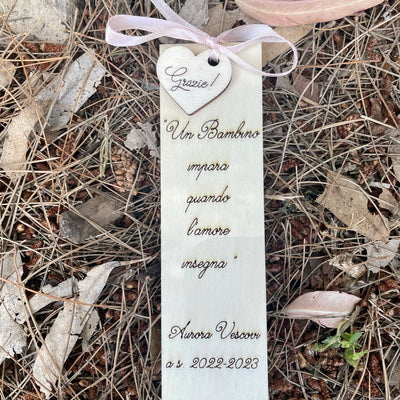 Grazie!
"Un Bambino
impara
quando
l'amore
insegna"
Aurora Vescovi
a.s. 2022-2023